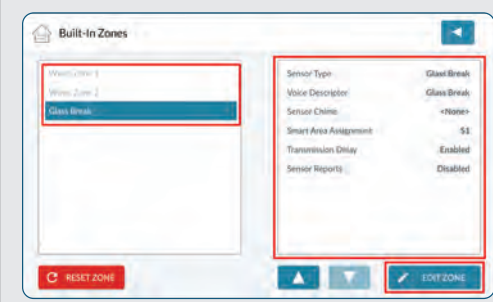 Built-In Zones
Wired Zone 1
Wired Zone 2
Glass Break
Sensor Type Glass Break
Voice Descriptor Glass Break
Sensor Chime <None>
Smart Area Assignment S1
Transmission Delay Enabled
Sensor Reports Disabled
RESET ZONE
EDIT ZONE